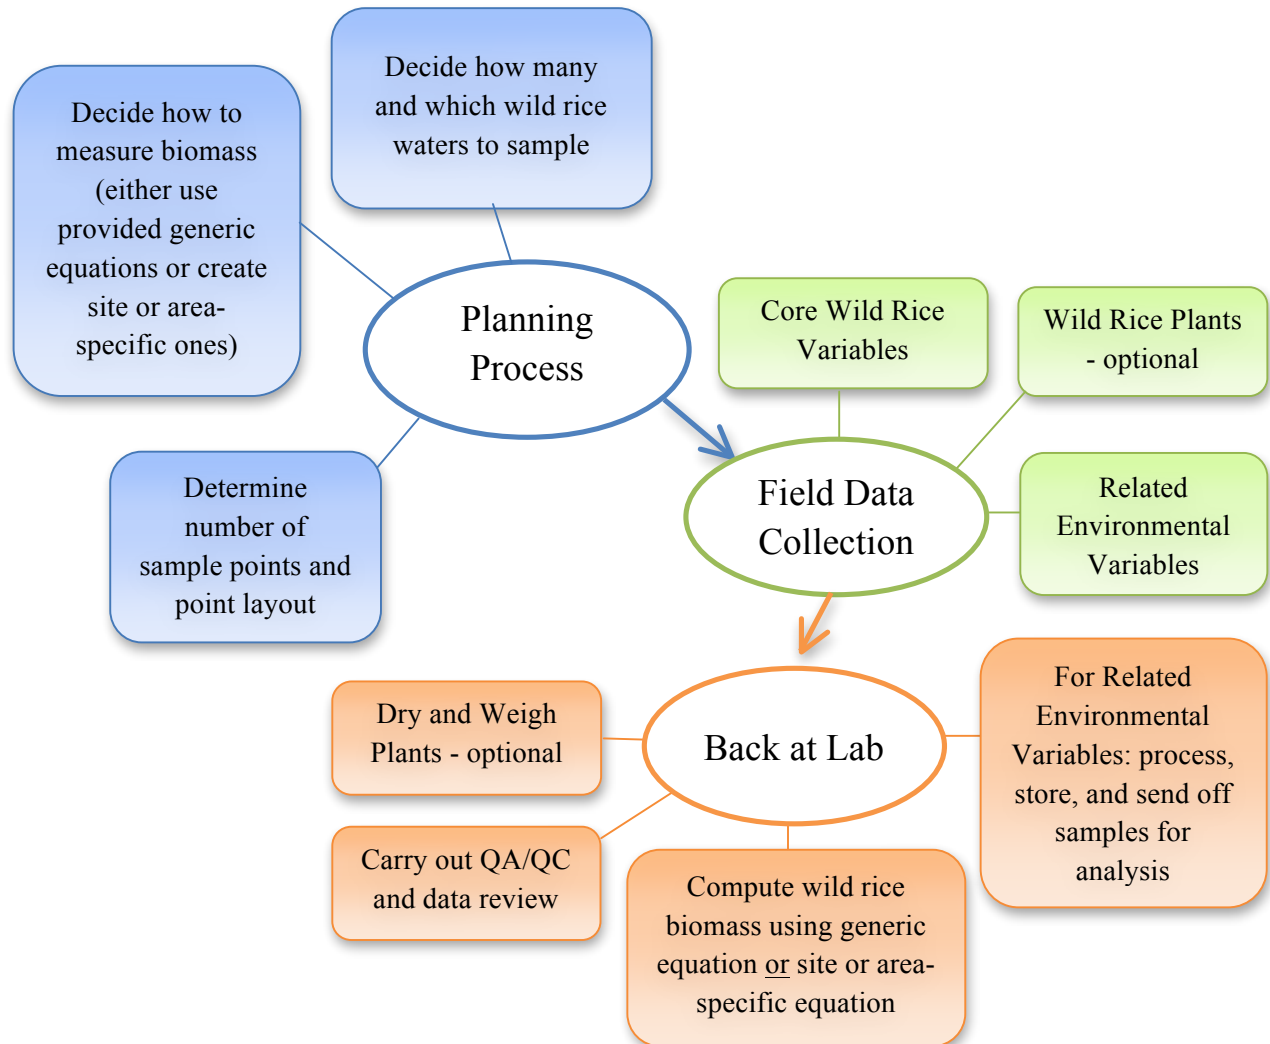 Decide how many
and which wild rice
waters to sample
Decide how to
measure biomass
(either use
provided generic
equations or create
site or area-
specific ones)
Planning
Process
Determine
number of
sample points and
point layout
Core Wild Rice
Variables
Wild Rice Plants
- optional
Field Data
Collection
Related
Environmental
Variables
Back at Lab
Dry and Weigh
Plants - optional
Carry out QA/QC
and data review
Compute wild rice
biomass using generic
equation or site or area-
specific equation
For Related
Environmental
Variables: process,
store, and send off
samples for
analysis